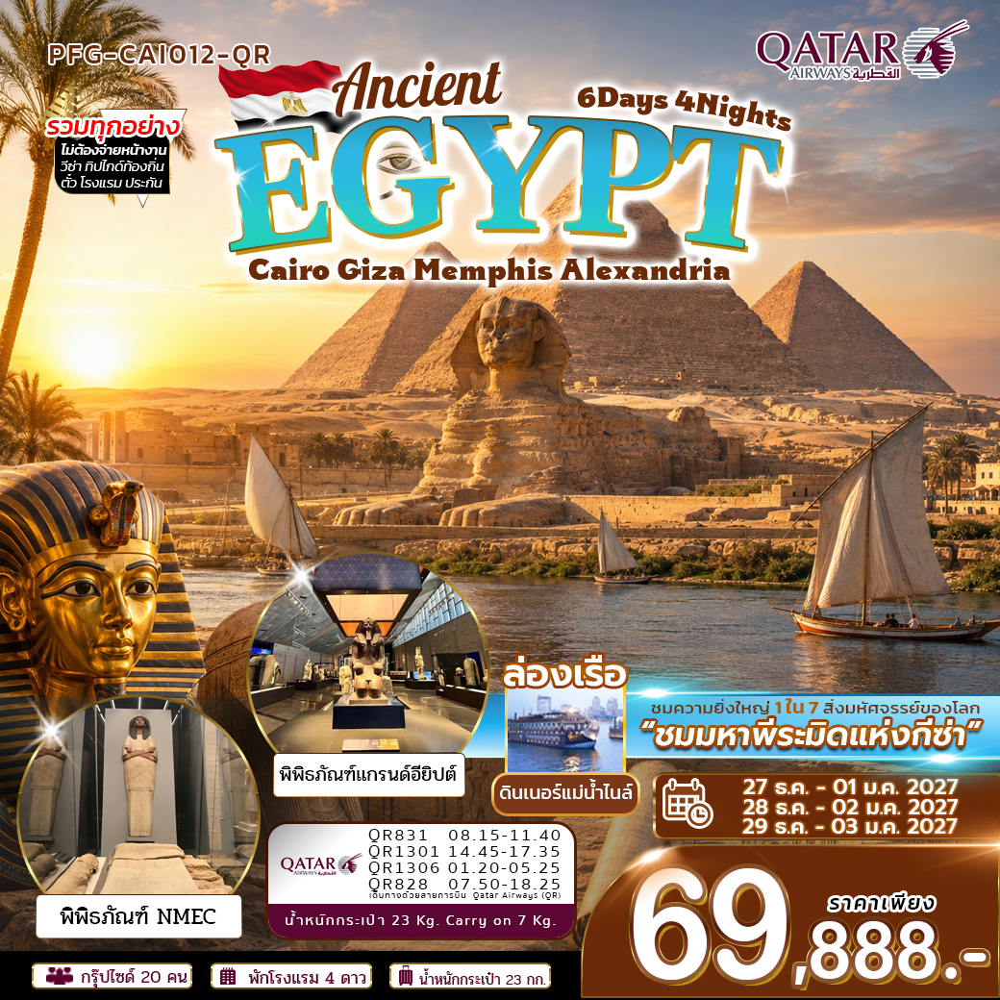 PFG-CAI012-QR
QATAR
AIRWAYS القطرية
Ancient
6Days 4Nights
EGYPT
Cairo Giza Memphis Alexandria
รวมทุกอย่าง
ไม่ต้องจ่ายหน้างาน
วีซ่า ทิปไกด์ท้องถิ่น
ตั๋ว โรงแรม ประกัน
พิพิธภัณฑ์แกรนด์อียิปต์
พิพิธภัณฑ์ NMEC
ล่องเรือ
ดินเนอร์แม่น้ำไนล์
ชมความยิ่งใหญ่ 1 ใน 7 สิ่งมหัศจรรย์ของโลก
“ชมมหาพีระมิดแห่งกีซ่า”
27 ธ.ค. - 01 ม.ค. 2027
28 ธ.ค. - 02 ม.ค. 2027
29 ธ.ค. - 03 ม.ค. 2027
QATAR
AIRWAYS القطرية
QR831 08.15-11.40
QR1301 14.45-17.35
QR1306 01.20-05.25
QR828 07.50-18.25
เดินทางด้วยสายการบิน Qatar Airways (QR)
น้ำหนักกระเป๋า 23 Kg. Carry on 7 Kg.
ราคาเพียง
69,888.-
กรุ๊ปไซด์ 20 คน
พักโรงแรม 4 ดาว
น้ำหนักกระเป๋า 23 กก.